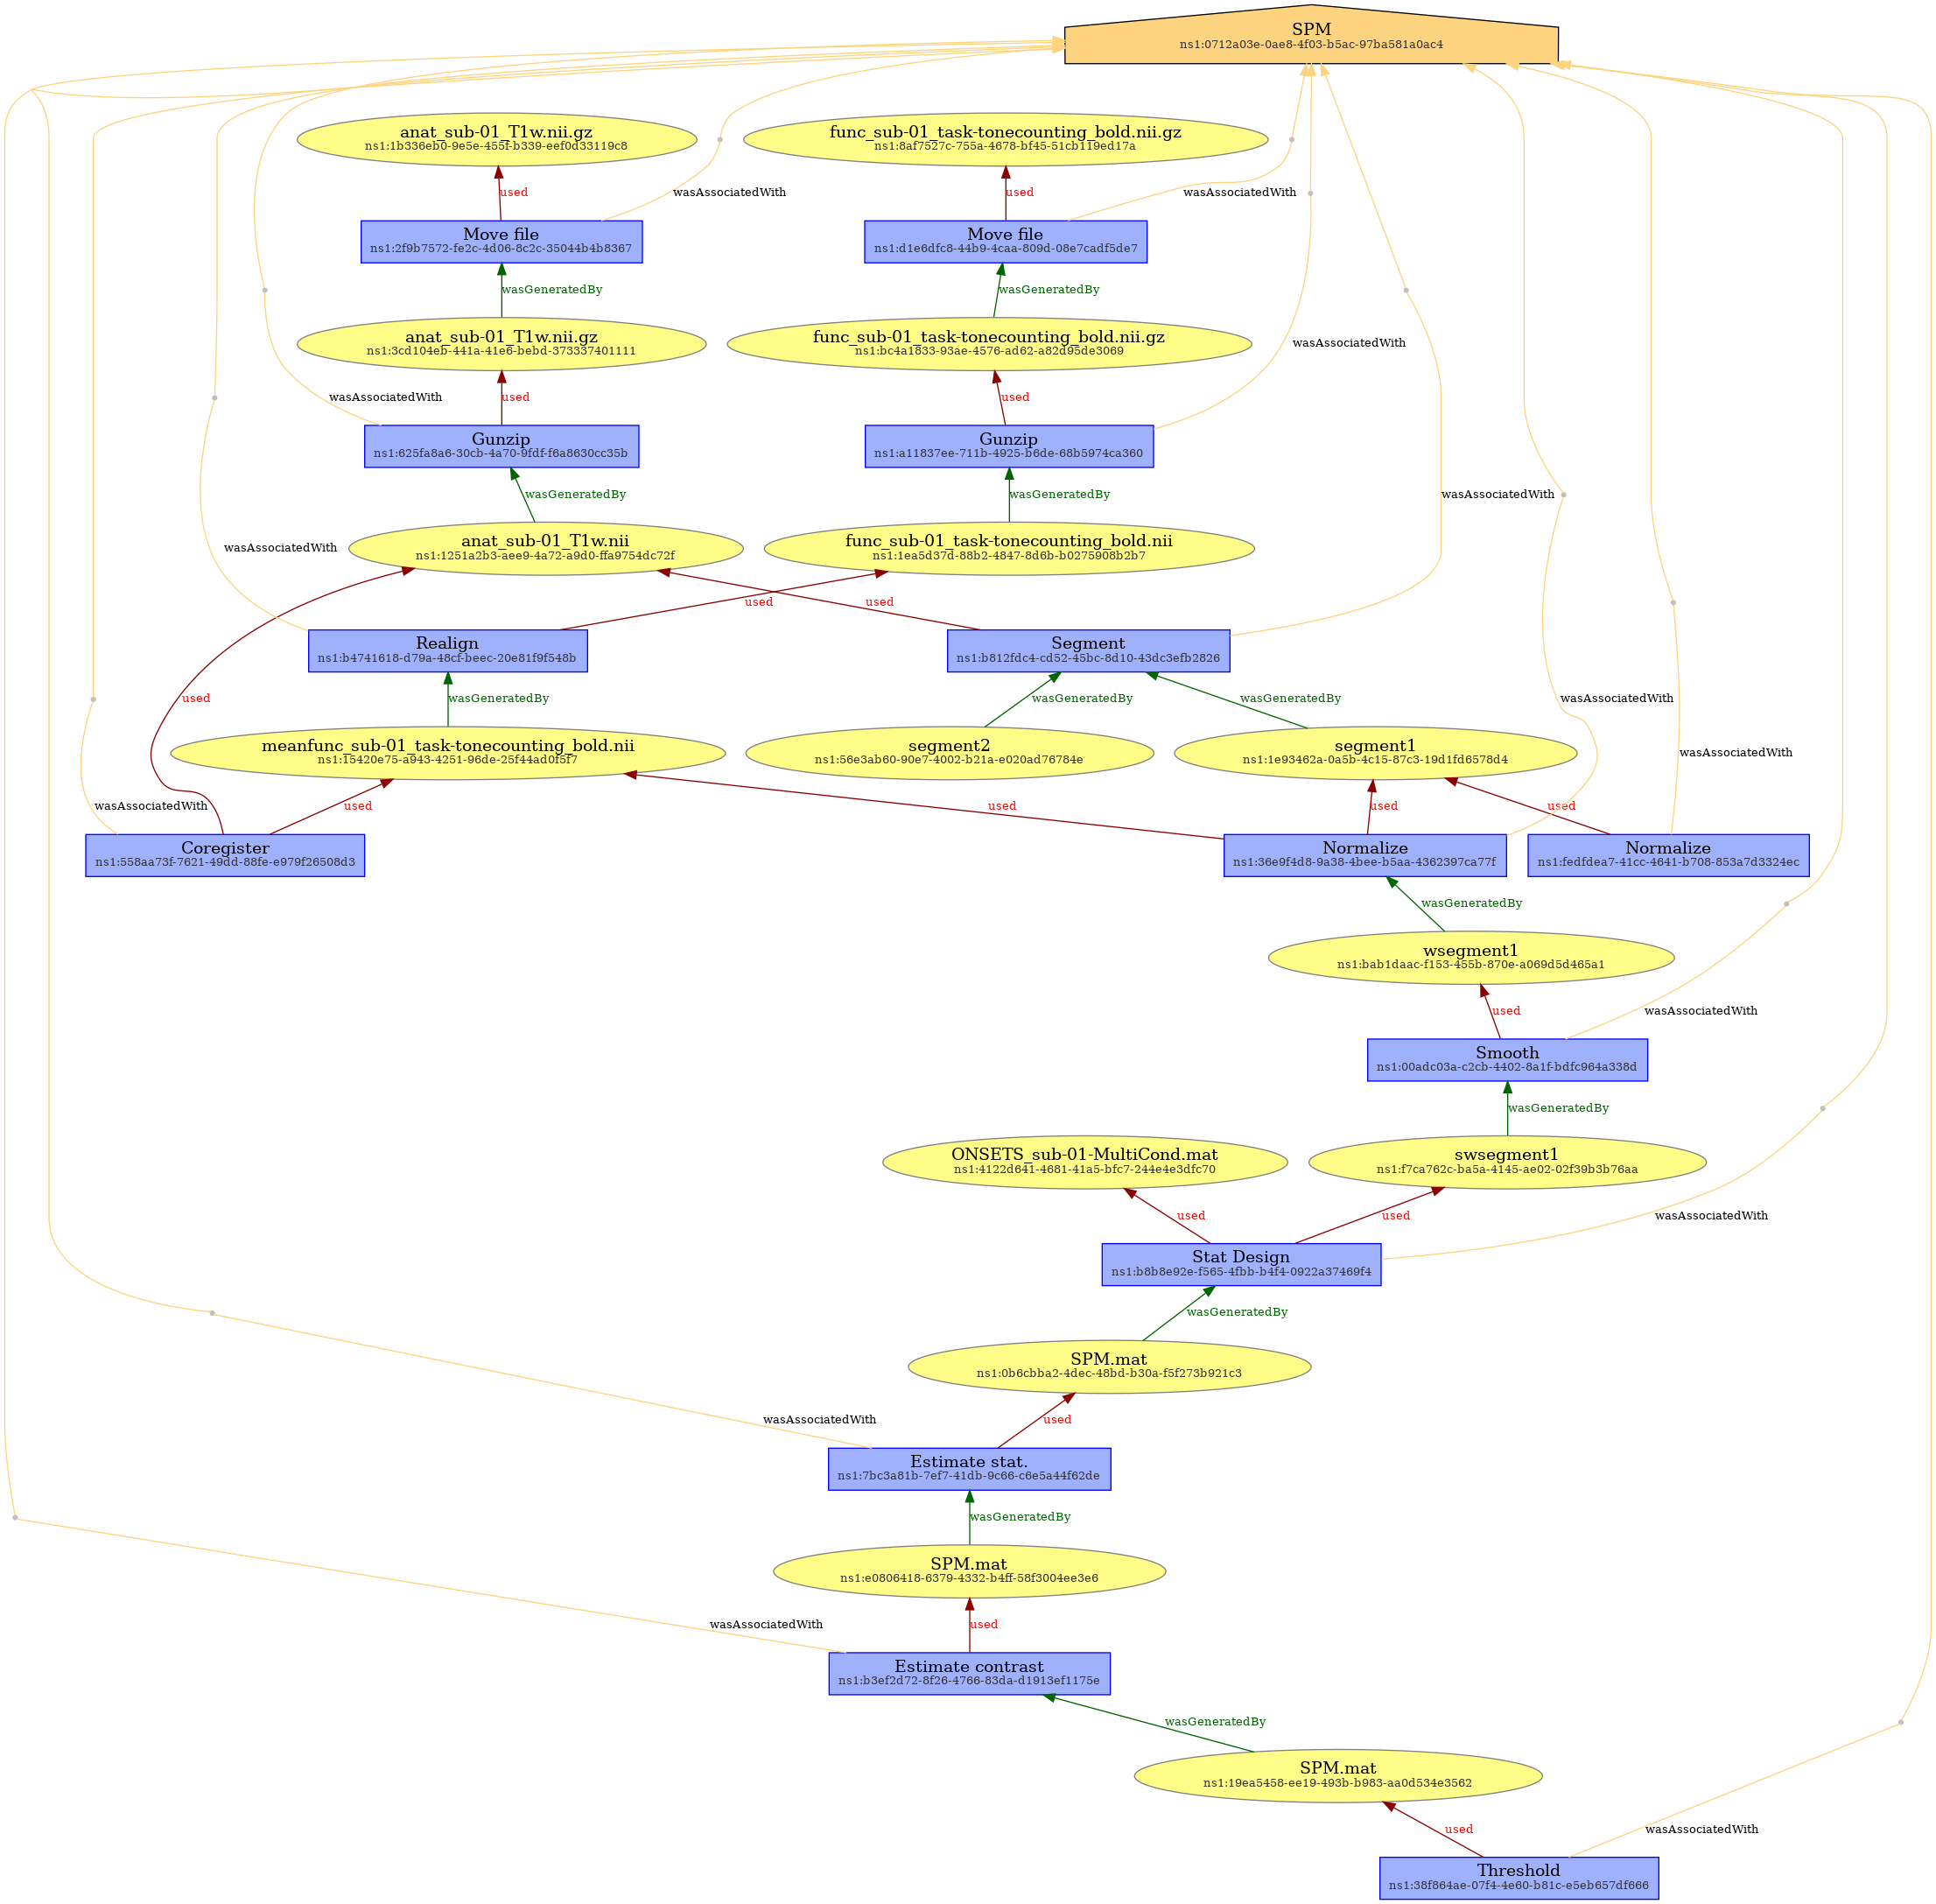 SPM
ns1:0712a03e-0ae8-4f03-b5ac-97ba581a0ac4
anat_sub-01_T1w.nii.gz
ns1:1b336eb0-9e5e-455f-b339-eef0d33119c8
func_sub-01_task-tonecounting_bold.nii.gz
ns1:8af7527c-755a-4678-bf45-51cb119ed17a
used
wasAssociatedWith
used
wasAssociatedWith
Move file
ns1:2f9b7572-fe2c-4d06-8c2c-35044b4b8367
Move file
ns1:d1e6dfc8-44b9-4caa-809d-08e7cadf5de7
wasGeneratedBy
wasGeneratedBy
anat_sub-01_T1w.nii.gz
ns1:3cd104eb-441a-41e6-bebd-373337401111
func_sub-01_task-tonecounting_bold.nii.gz
ns1:bc4a1833-93ae-4576-ad62-a82d95de3069
wasAssociatedWith
wasAssociatedWith
used
used
Gunzip
ns1:625fa8a6-30cb-4a70-9fdf-f6a8630cc35b
Gunzip
ns1:a11837ee-711b-4925-b6de-68b5974ca360
wasGeneratedBy
wasGeneratedBy
wasAssociatedWith
wasAssociatedWith
anat_sub-01_T1w.nii
ns1:1251a2b3-aee9-4a72-a9d0-ffa9754dc72f
func_sub-01_task-tonecounting_bold.nii
ns1:1ea5d37d-88b2-4847-8d6b-b0275908b2b7
used
used
Realign
ns1:b4741618-d79a-48cf-beec-20e81f9f548b
Segment
ns1:b812fdc4-cd52-45bc-8d10-43dc3efb2826
used
wasGeneratedBy
wasGeneratedBy
wasGeneratedBy
wasAssociatedWith
meanfunc_sub-01_task-tonecounting_bold.nii
ns1:15420e75-a943-4251-96de-25f44ad0f5f7
segment2
ns1:56e3ab60-90e7-4002-b21a-e020ad76784e
segment1
ns1:1e93462a-0a5b-4c15-87c3-19d1fd6578d4
wasAssociatedWith
wasAssociatedWith
used
used
used
used
Coregister
ns1:558aa73f-7621-49dd-88fe-e979f26508d3
Normalize
ns1:36e9f4d8-9a38-4bee-b5aa-4362397ca77f
Normalize
ns1:fedfdea7-41cc-4641-b708-853a7d3324ec
wasGeneratedBy
wsegment1
ns1:bab1daac-f153-455b-870e-a069d5d465a1
used
wasAssociatedWith
Smooth
ns1:00adc03a-c2cb-4402-8a1f-bdfc964a338d
wasGeneratedBy
ONSETS_sub-01-MultiCond.mat
ns1:4122d641-4681-41a5-bfc7-244e4e3dfc70
swsegment1
ns1:f7ca762c-ba5a-4145-ae02-02f39b3b76aa
used
used
wasAssociatedWith
Stat Design
ns1:b8b8e92e-f565-4fbb-b4f4-0922a37469f4
wasGeneratedBy
SPM.mat
ns1:0b6cbba2-4dec-48bd-b30a-f5f273b921c3
wasAssociatedWith
used
Estimate stat.
ns1:7bc3a81b-7ef7-41db-9c66-c6e5a44f62de
wasGeneratedBy
SPM.mat
ns1:e0806418-6379-4332-b4ff-58f3004ee3e6
wasAssociatedWith
used
Estimate contrast
ns1:b3ef2d72-8f26-4766-83da-d1913ef1175e
wasGeneratedBy
SPM.mat
ns1:19ea5458-ee19-493b-b983-aa0d534e3562
used
wasAssociatedWith
Threshold
ns1:38f864ae-07f4-4e60-b81c-e5eb657df666